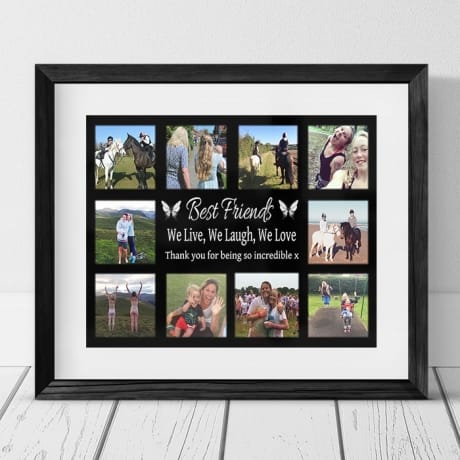 Best Friends
We Live, We Laugh, We Love
Thank you for being so incredible x